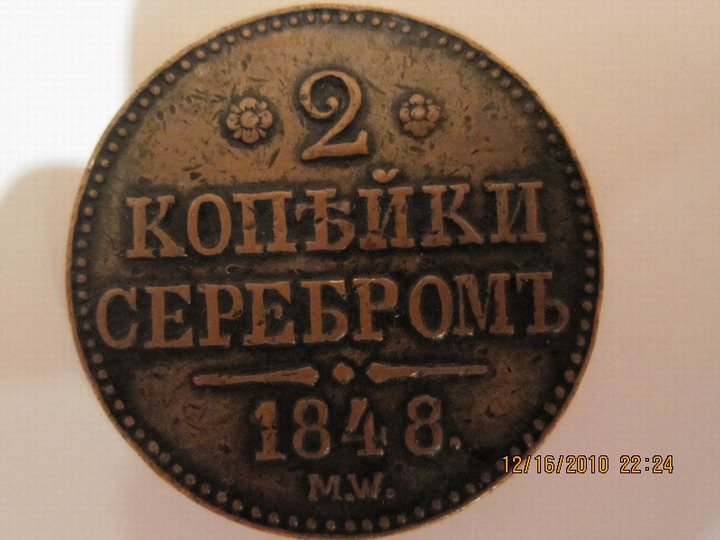 2
КОПѢЙКИ
СЕРЕБРОМЪ
1848.
M.W.
12/16/2010 22:24